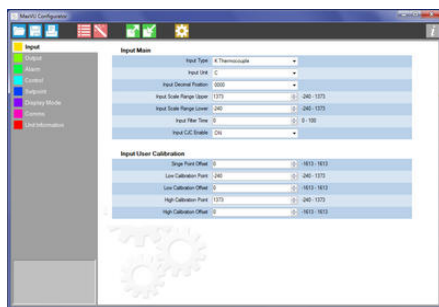 MaxVU Configurator
i
Input
Output
Alarm
Control
Setpoint
Display Mode
Comms
Unit Information
Input Main
Input Type: K Thermocouple
Input Unit: C
Input Decimal Position: 0000
Input Scale Range Upper: 1373 -240 - 1373
Input Scale Range Lower: -240 -240 - 1373
Input Filter Time: 0 0 - 100
Input CJC Enable: ON
Input User Calibration
Single Point Offset: 0 -1613 - 1613
Low Calibration Point: -240 -240 - 1373
Low Calibration Offset: 0 -1613 - 1613
High Calibration Point: 1373 -240 - 1373
High Calibration Offset: 0 -1613 - 1613